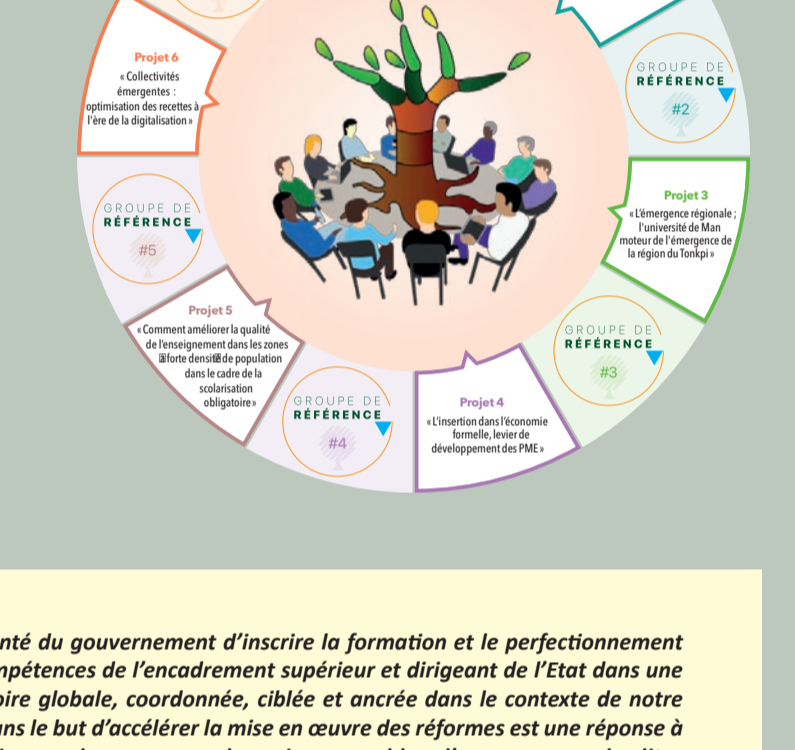 Projet 6
« Collectivités
émergentes :
optimisation des recettes à
l'ère de la digitalisation »
GROUPE DE
RÉFÉRENCE
#2
Projet 3
« L'émergence régionale ;
l'université de Man
moteur de l'émergence de
la région du Tonkpi »
GROUPE DE
RÉFÉRENCE
#5
Projet 5
« Comment améliorer la qualité
de l'enseignement dans les zones
forte densité de population
dans le cadre de la
scolarisation
obligatoire »
GROUPE DE
RÉFÉRENCE
#3
GROUPE DE
RÉFÉRENCE
#4
Projet 4
« L'insertion dans l'économie
formelle, levier de
développement des PME »
nté du gouvernement d'inscrire la formation et le perfectionnement
mpétences de l'encadrement supérieur et dirigeant de l'Etat dans une
oire globale, coordonnée, ciblée et ancrée dans le contexte de notre
ans le but d'accélérer la mise en œuvre des réformes est une réponse à